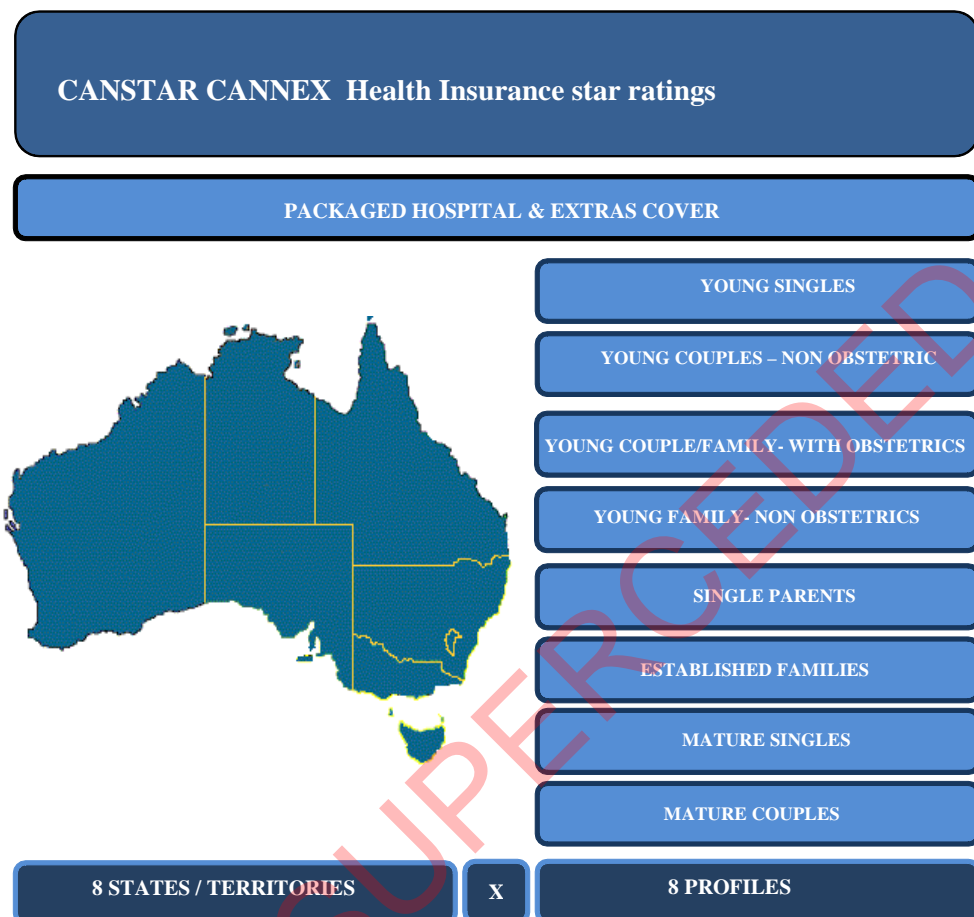 CANSTAR CANNEX Health Insurance star ratings
PACKAGED HOSPITAL & EXTRAS COVER
YOUNG SINGLES
YOUNG COUPLES – NON OBSTETRIC
YOUNG COUPLE/FAMILY- WITH OBSTETRICS
YOUNG FAMILY- NON OBSTETRICS
SINGLE PARENTS
ESTABLISHED FAMILIES
MATURE SINGLES
MATURE COUPLES
8 STATES / TERRITORIES
X
8 PROFILES
SUPERCEDED